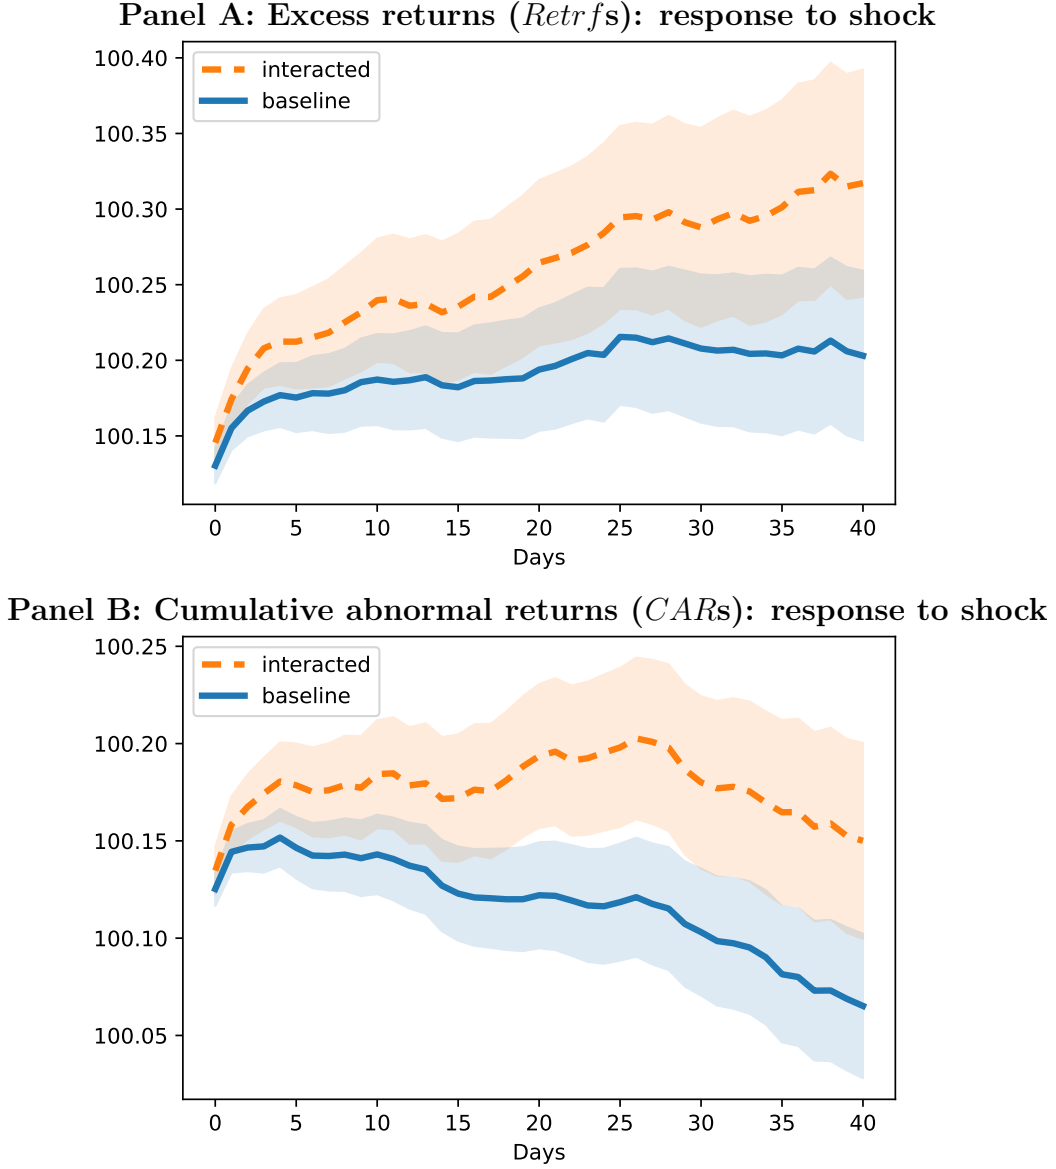 Panel A: Excess returns (Retrfs): response to shock
100.40
100.35
100.30
100.25
100.20
100.15
interacted
baseline
0 5 10 15 20 25 30 35 40
Days
Panel B: Cumulative abnormal returns (CARs): response to shock
100.25
100.20
100.15
100.10
100.05
interacted
baseline
0 5 10 15 20 25 30 35 40
Days